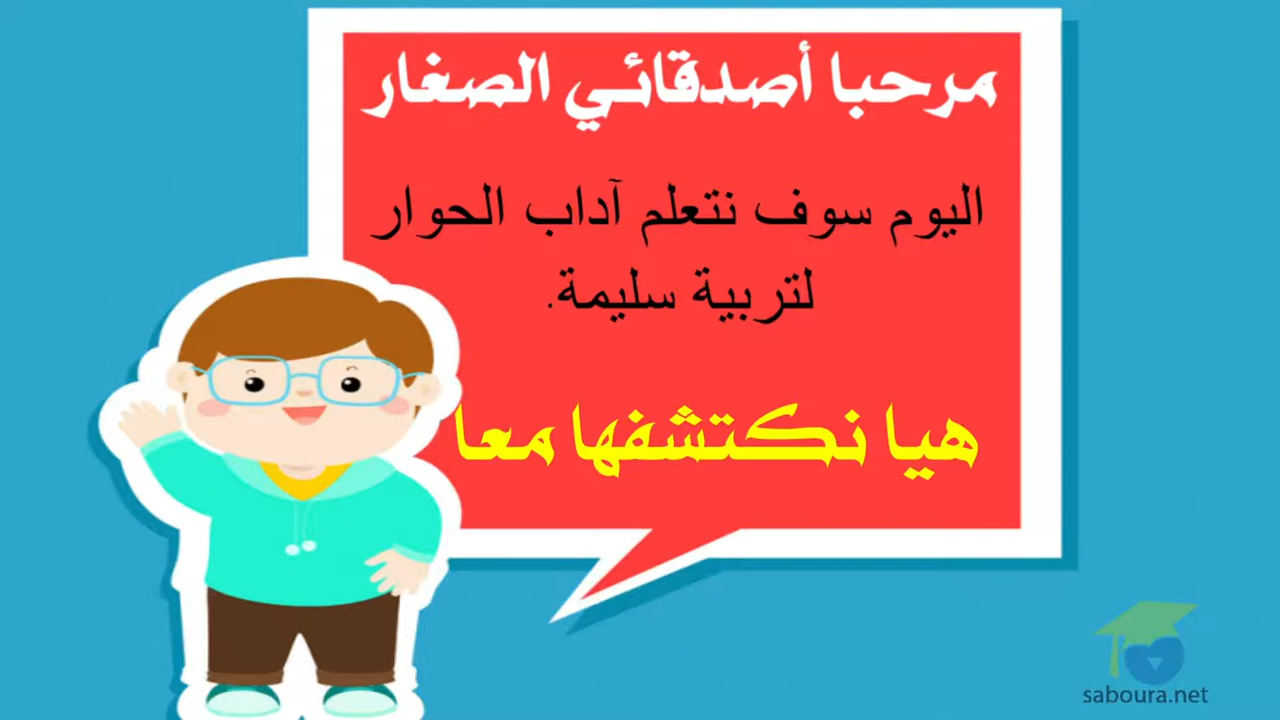 مرحبا أصدقائي الصغار
اليوم سوف نتعلم آداب الحوار
لتربية سليمة.
هيا نكتشفها معا
saboura.net